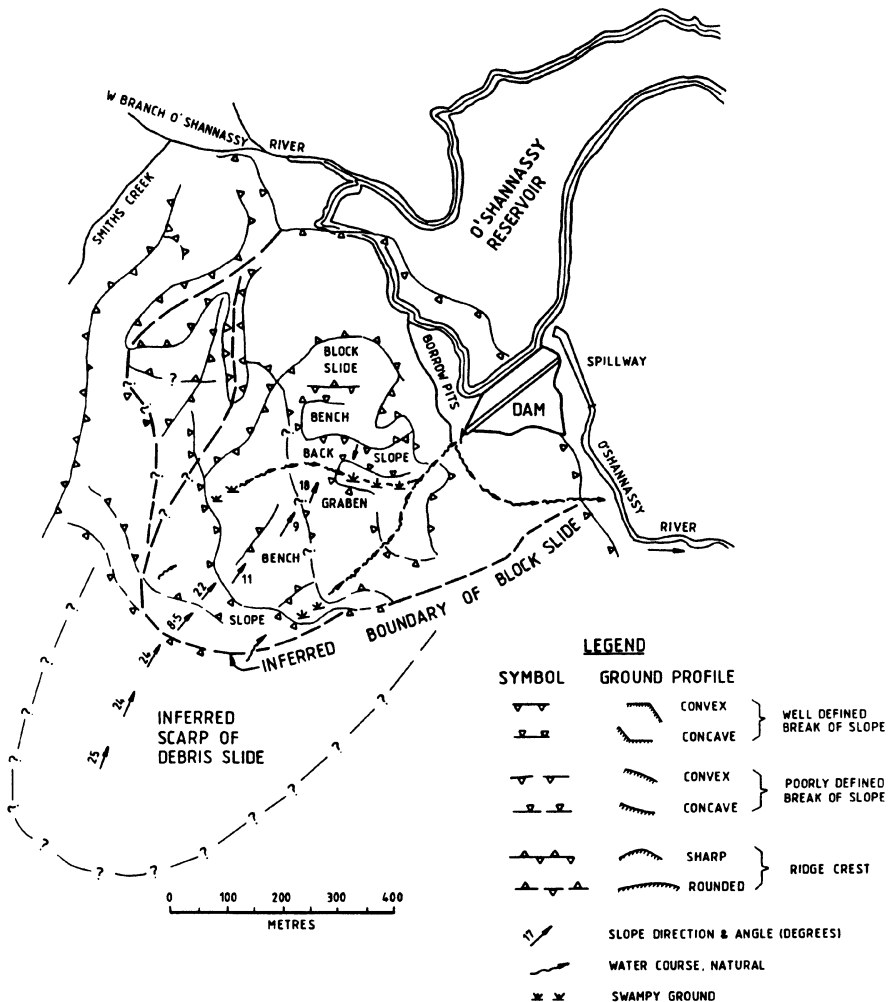 W BRANCH O'SHANNASSY
RIVER
SMITHS CREEK
O'SHANNASSY
RESERVOIR
BLOCK
SLIDE
BORROW PITS
SPILLWAY
DAM
BENCH
BACK
SLOPE
O'SHANNASSY
RIVER
18
GRABEN
9
BENCH
11
22
8·5
SLOPE
24
24
25
INFERRED BOUNDARY OF BLOCK SLIDE
INFERRED
SCARP OF
DEBRIS SLIDE
? ? ? ? ? ? ? ? ? ? ? ? ? ? ? ? ? ? ? ? ? ? ? ? ? ? ?
0 100 200 300 400
METRES
LEGEND
SYMBOL GROUND PROFILE
CONVEX
CONCAVE
WELL DEFINED
BREAK OF SLOPE
CONVEX
CONCAVE
POORLY DEFINED
BREAK OF SLOPE
SHARP
ROUNDED
RIDGE CREST
17 SLOPE DIRECTION & ANGLE (DEGREES)
WATER COURSE, NATURAL
SWAMPY GROUND